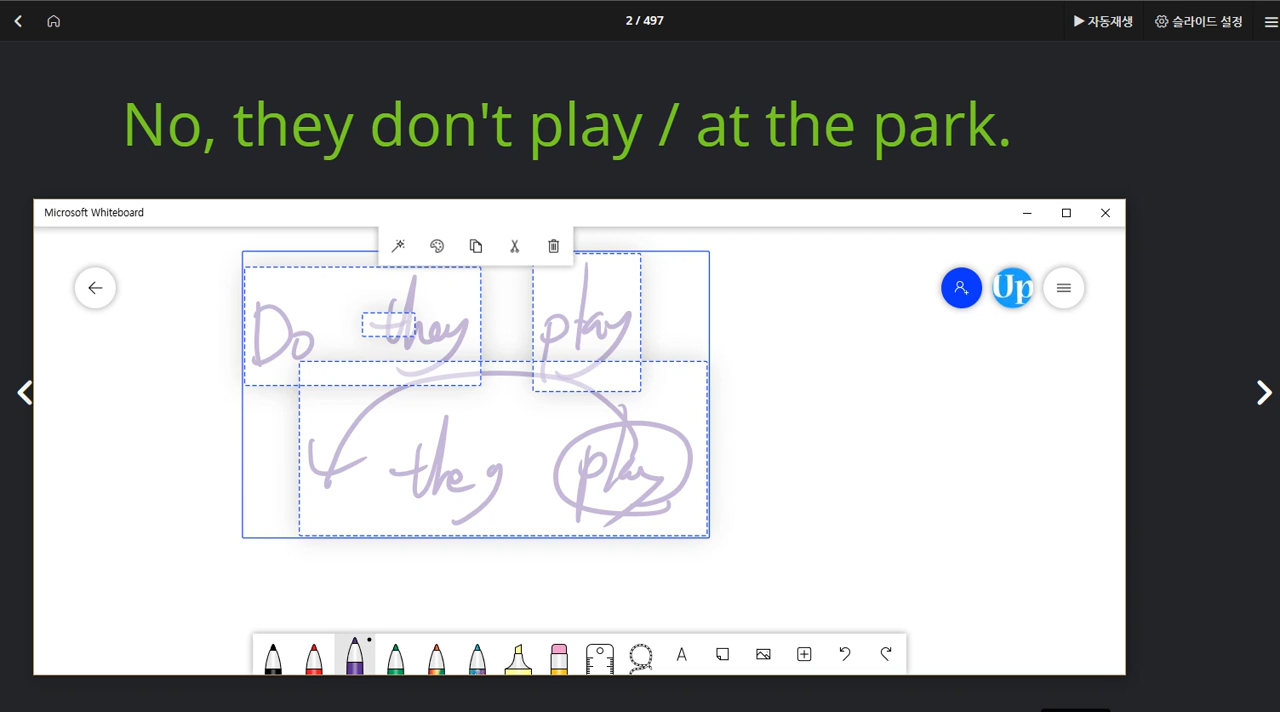 2 / 497
▶ 자동재생
슬라이드 설정
No, they don't play / at the park.
Microsoft Whiteboard
Up
Do they play
they play